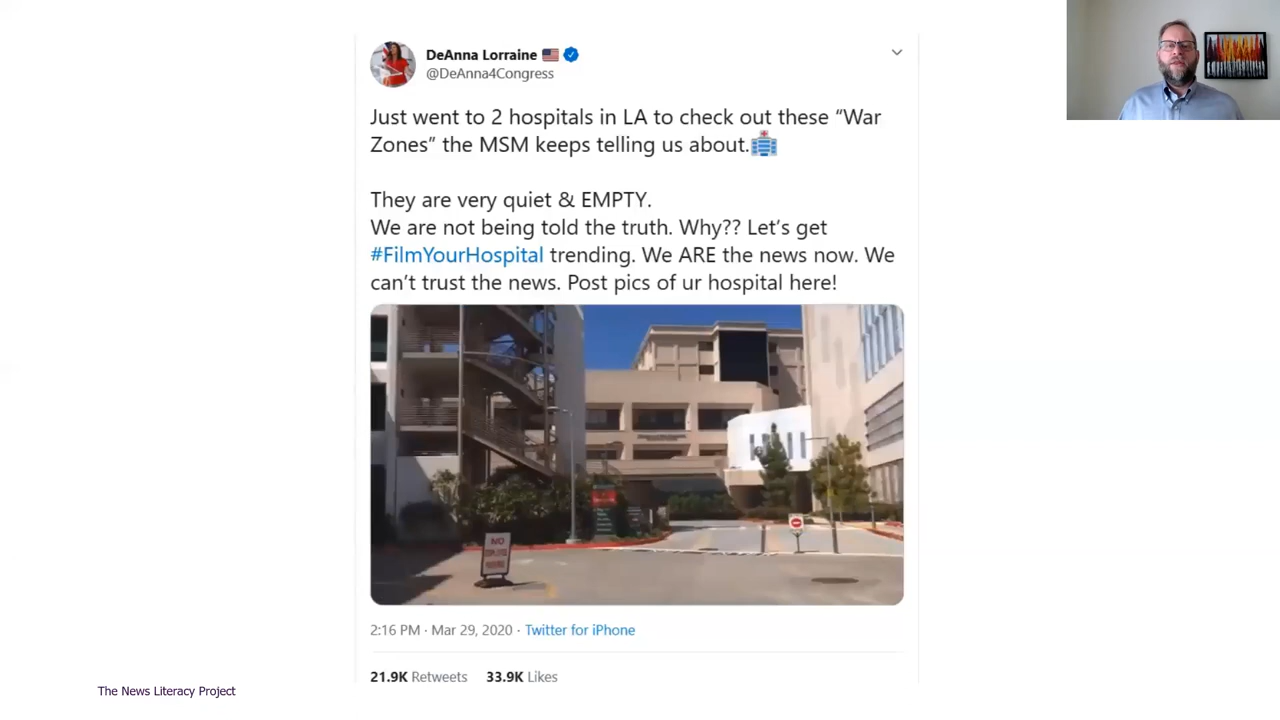 DeAnna Lorraine
@DeAnna4Congress
Just went to 2 hospitals in LA to check out these “War
Zones” the MSM keeps telling us about.
They are very quiet & EMPTY.
We are not being told the truth. Why?? Let’s get
#FilmYourHospital trending. We ARE the news now. We
can’t trust the news. Post pics of ur hospital here!
NO
2:16 PM · Mar 29, 2020 · Twitter for iPhone
21.9K Retweets 33.9K Likes
The News Literacy Project